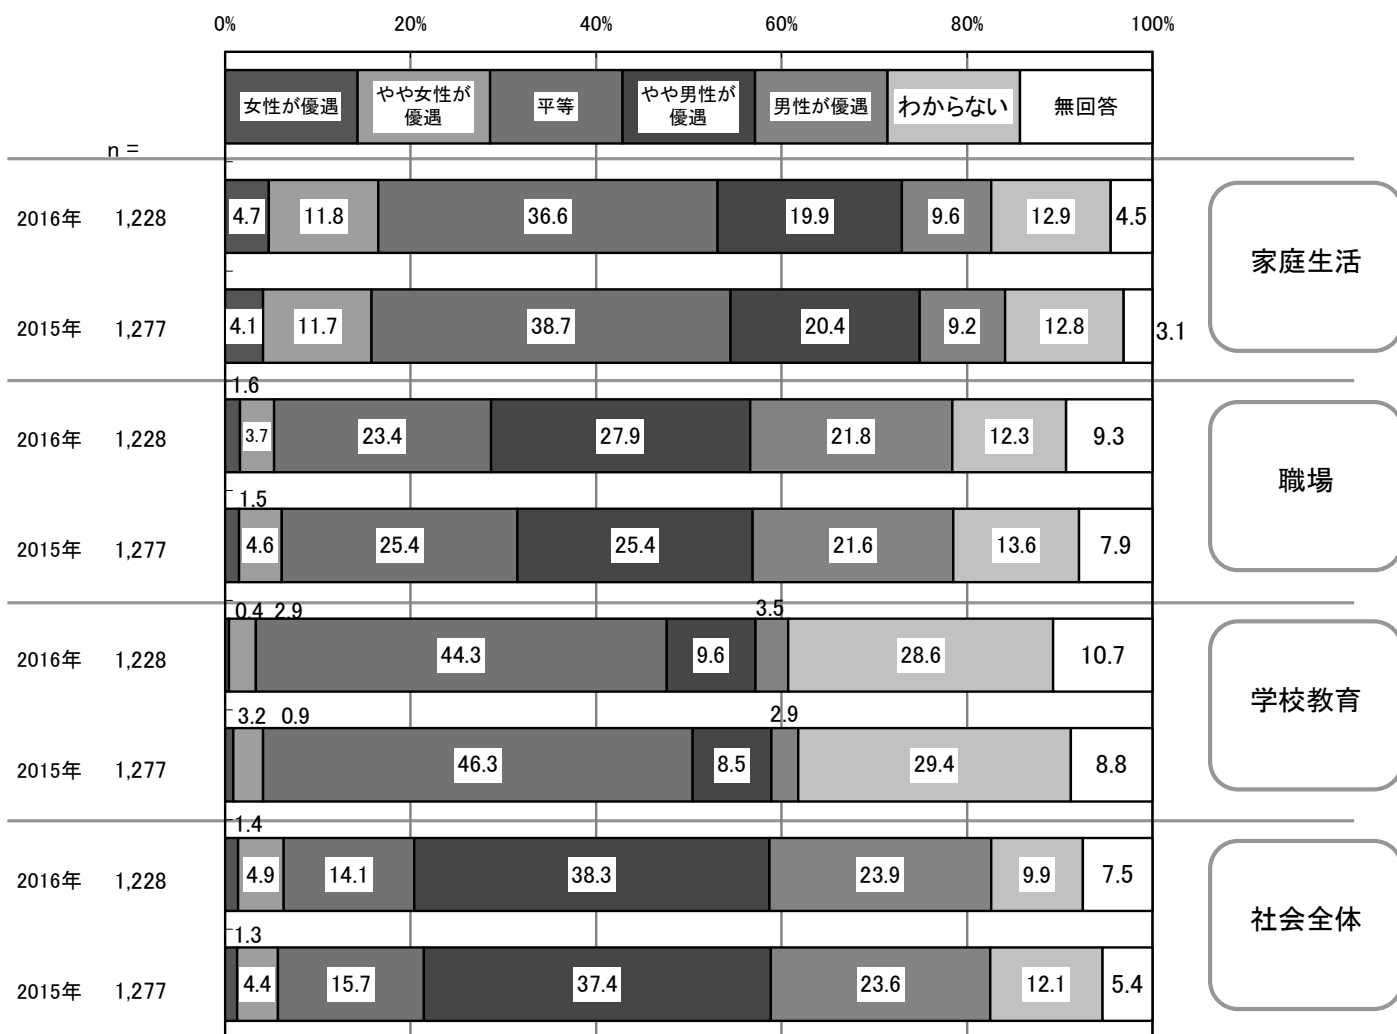 0% 20% 40% 60% 80% 100%
女性が優遇 やや女性が優遇 平等 やや男性が優遇 男性が優遇 わからない 無回答
n =
2016年 1,228 4.7 11.8 36.6 19.9 9.6 12.9 4.5
家庭生活
2015年 1,277 4.1 11.7 38.7 20.4 9.2 12.8 3.1
1.6
2016年 1,228 3.7 23.4 27.9 21.8 12.3 9.3
職場
1.5
2015年 1,277 4.6 25.4 25.4 21.6 13.6 7.9
0.4 2.9 3.5
2016年 1,228 44.3 9.6 28.6 10.7
学校教育
3.2 0.9 2.9
2015年 1,277 46.3 8.5 29.4 8.8
1.4
2016年 1,228 4.9 14.1 38.3 23.9 9.9 7.5
社会全体
1.3
2015年 1,277 4.4 15.7 37.4 23.6 12.1 5.4